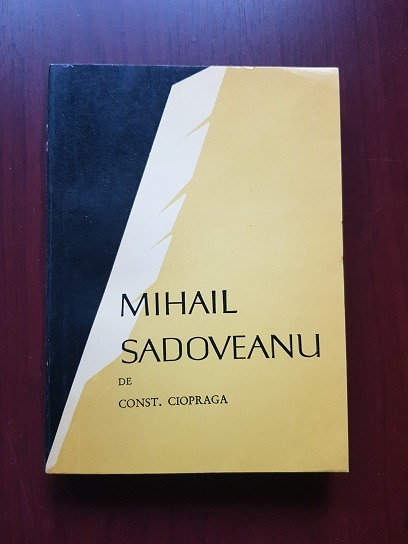 MIHAIL
SADOVEANU
DE
CONST. CIOPRAGA